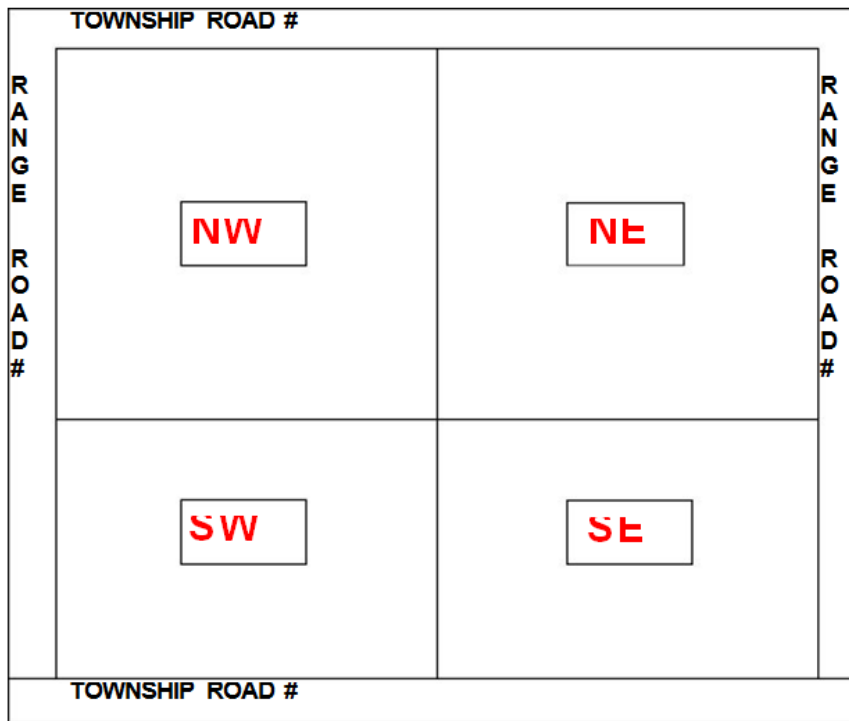 TOWNSHIP ROAD #
RANGE ROAD #
RANGE ROAD #
NW
NE
SW
SE
TOWNSHIP ROAD #